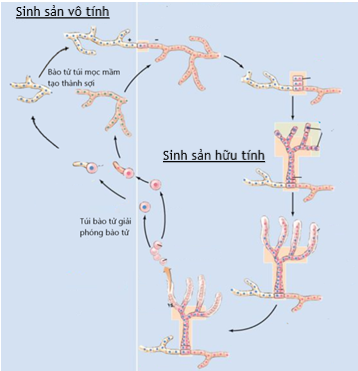 Sinh sản vô tính
Bào tử túi mọc mầm
tạo thành sợi
Sinh sản hữu tính
Túi bào tử giải
phóng bào tử